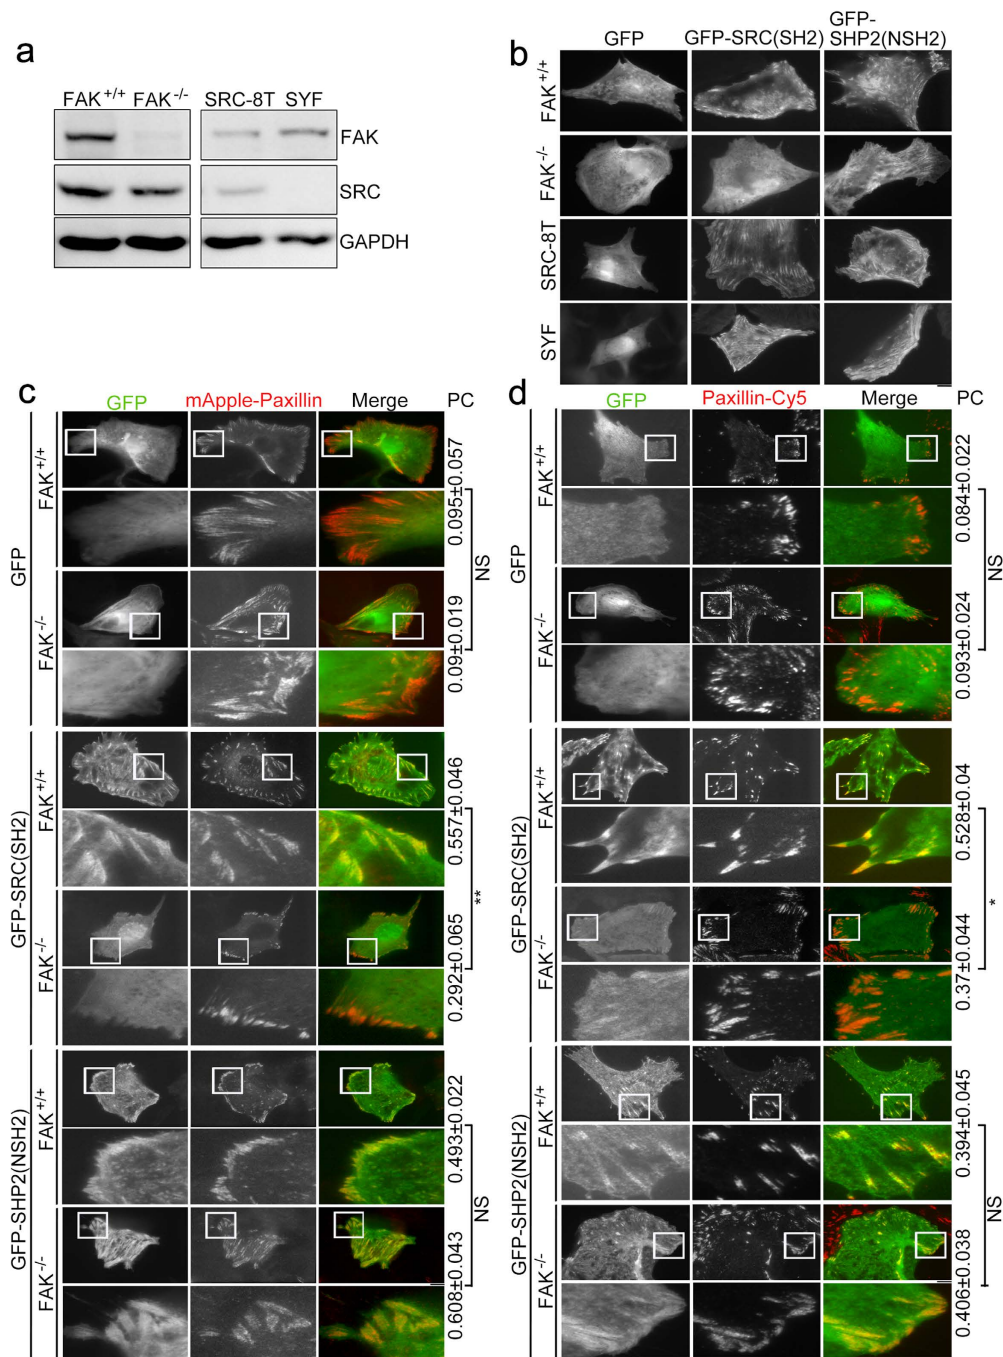 a
FAK+/+ FAK-/- SRC-8T SYF
FAK
SRC
GAPDH
b
GFP GFP-SRC(SH2) GFP-SHP2(NSH2)
FAK+/+
FAK-/-
SRC-8T
SYF
c
GFP mApple-Paxillin Merge PC
GFP
FAK+/+
0.095±0.057
NS
FAK-/-
0.09±0.019
GFP-SRC(SH2)
FAK+/+
0.557±0.046
**
FAK-/-
0.292±0.065
GFP-SHP2(NSH2)
FAK+/+
0.493±0.022
NS
FAK-/-
0.608±0.043
d
GFP Paxillin-Cy5 Merge PC
GFP
FAK+/+
0.084±0.022
NS
FAK-/-
0.093±0.024
GFP-SRC(SH2)
FAK+/+
0.528±0.04
*
FAK-/-
0.37±0.044
GFP-SHP2(NSH2)
FAK+/+
0.394±0.045
NS
FAK-/-
0.406±0.038